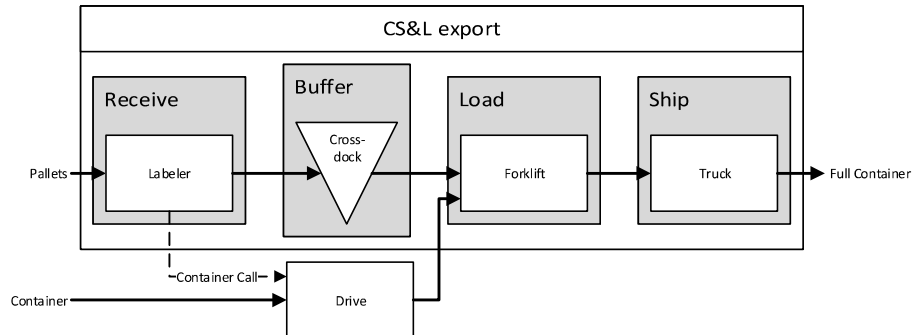 CS&L export
Receive
Buffer
Load
Ship
Cross-
dock
Pallets
Labeler
Forklift
Truck
Full Container
Container Call
Container
Drive